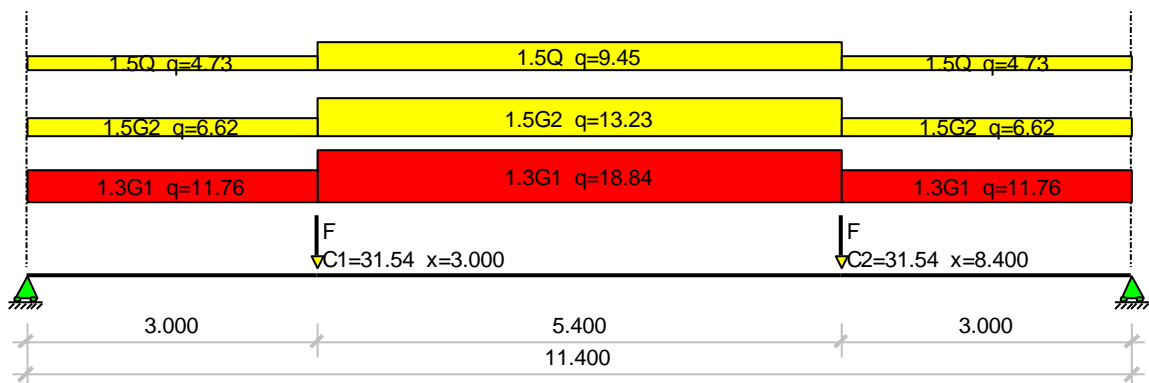 1.5Q q=4.73 1.5Q q=9.45 1.5Q q=4.73
1.5G2 q=6.62 1.5G2 q=13.23 1.5G2 q=6.62
1.3G1 q=11.76 1.3G1 q=18.84 1.3G1 q=11.76
F F
C1=31.54 x=3.000 C2=31.54 x=8.400
3.000 5.400 3.000
11.400